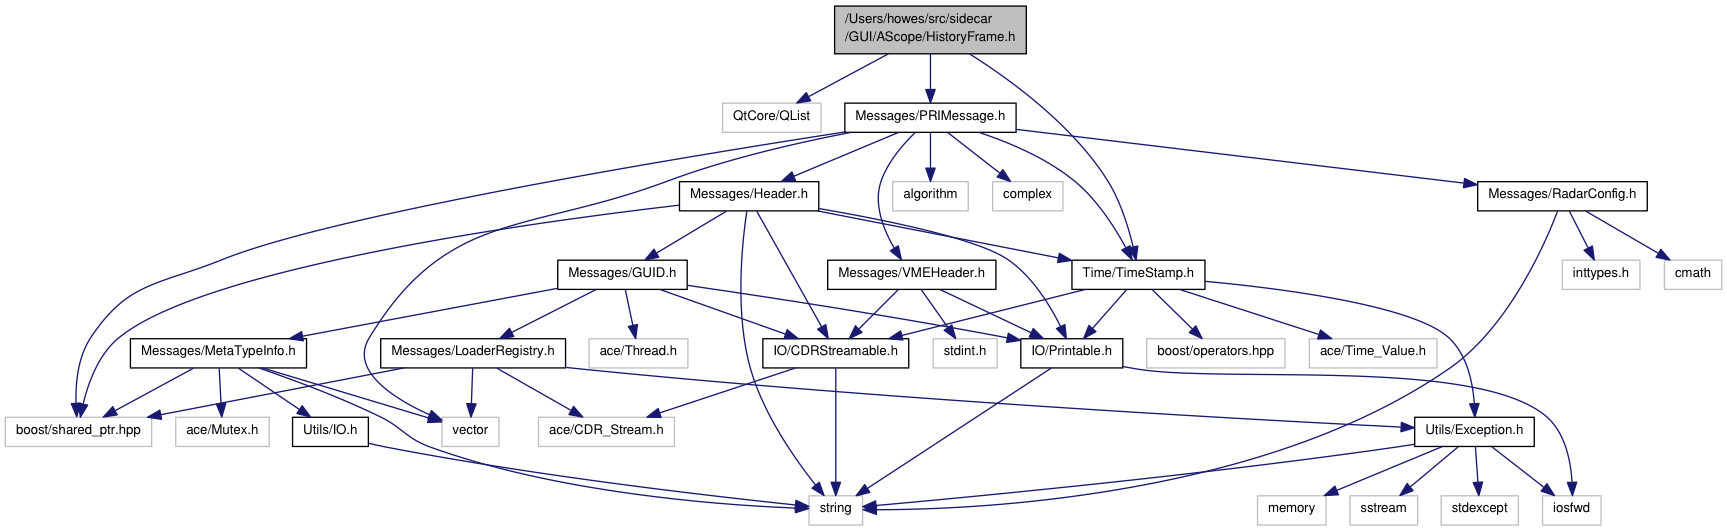 /Users/howes/src/sidecar
/GUI/AScope/HistoryFrame.h
QtCore/QList
Messages/PRIMessage.h
Messages/Header.h
algorithm
complex
Messages/RadarConfig.h
Messages/GUID.h
Messages/VMEHeader.h
Time/TimeStamp.h
inttypes.h
cmath
Messages/MetaTypeInfo.h
Messages/LoaderRegistry.h
ace/Thread.h
IO/CDRStreamable.h
stdint.h
IO/Printable.h
boost/operators.hpp
ace/Time_Value.h
boost/shared_ptr.hpp
ace/Mutex.h
Utils/IO.h
vector
ace/CDR_Stream.h
Utils/Exception.h
string
memory
sstream
stdexcept
iosfwd